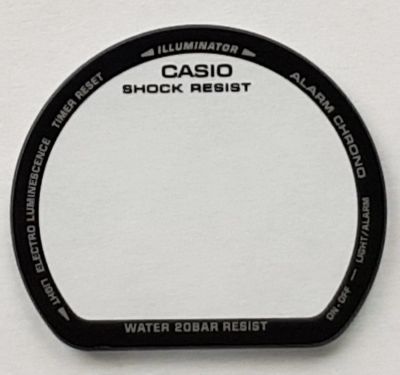 ILLUMINATOR
CASIO
SHOCK RESIST
TIMER RESET
ALARM CHRONO
ELECTRO LUMINESCENCE
LIGHT/ALARM
LIGHT
ON·OFF —
WATER 20BAR RESIST